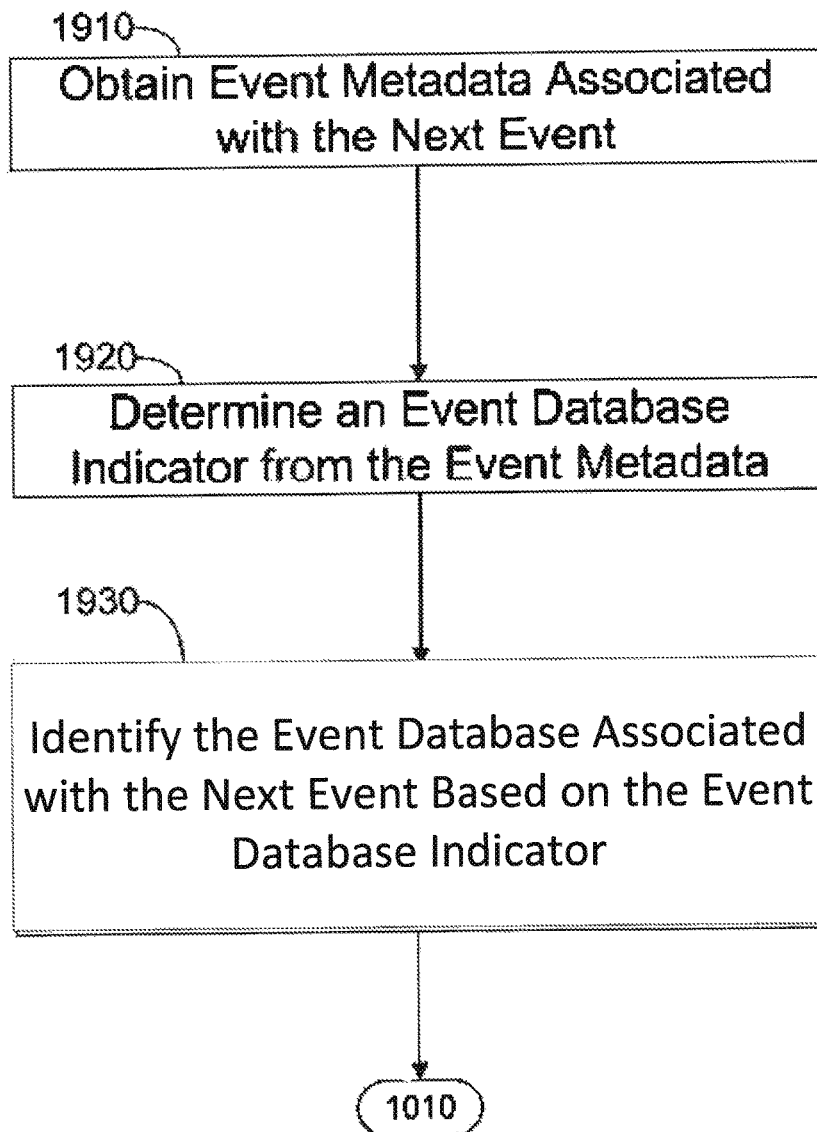 1910
Obtain Event Metadata Associated
with the Next Event
1920
Determine an Event Database
Indicator from the Event Metadata
1930
Identify the Event Database Associated
with the Next Event Based on the Event
Database Indicator
1010